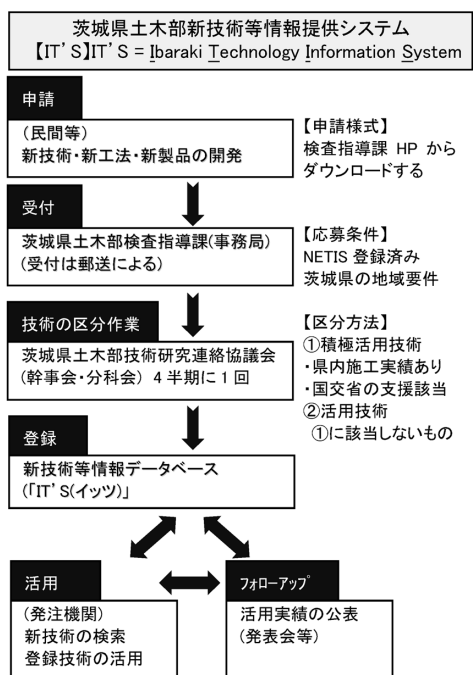 茨城県土木部新技術等情報提供システム
【IT'S】IT'S = Ibaraki Technology Information System
申請
(民間等)
新技術・新工法・新製品の開発
【申請様式】
検査指導課 HP から
ダウンロードする
受付
茨城県土木部検査指導課(事務局)
(受付は郵送による)
【応募条件】
NETIS 登録済み
茨城県の地域要件
技術の区分作業
茨城県土木部技術研究連絡協議会
(幹事会・分科会) 4 半期に 1 回
【区分方法】
①積極活用技術
・県内施工実績あり
・国交省の支援該当
②活用技術
①に該当しないもの
登録
新技術等情報データベース
(「IT'S(イッツ)」
活用
(発注機関)
新技術の検索
登録技術の活用
フォローアップ
活用実績の公表
(発表会等)